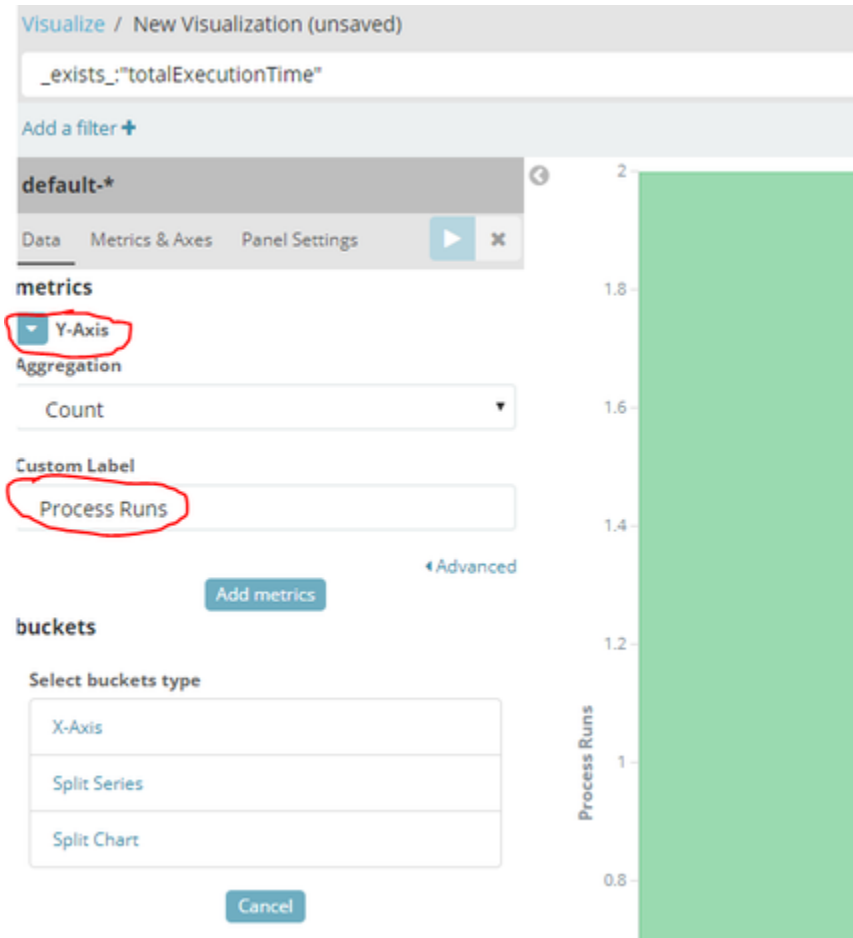 Visualize / New Visualization (unsaved)
_exists_:"totalExecutionTime"
Add a filter +
default-*
Data Metrics & Axes Panel Settings
metrics
Y-Axis
Aggregation
Count
Custom Label
Process Runs
Advanced
Add metrics
buckets
Select buckets type
X-Axis
Split Series
Split Chart
Cancel
2
1.8
1.6
1.4
1.2
1
0.8
Process Runs